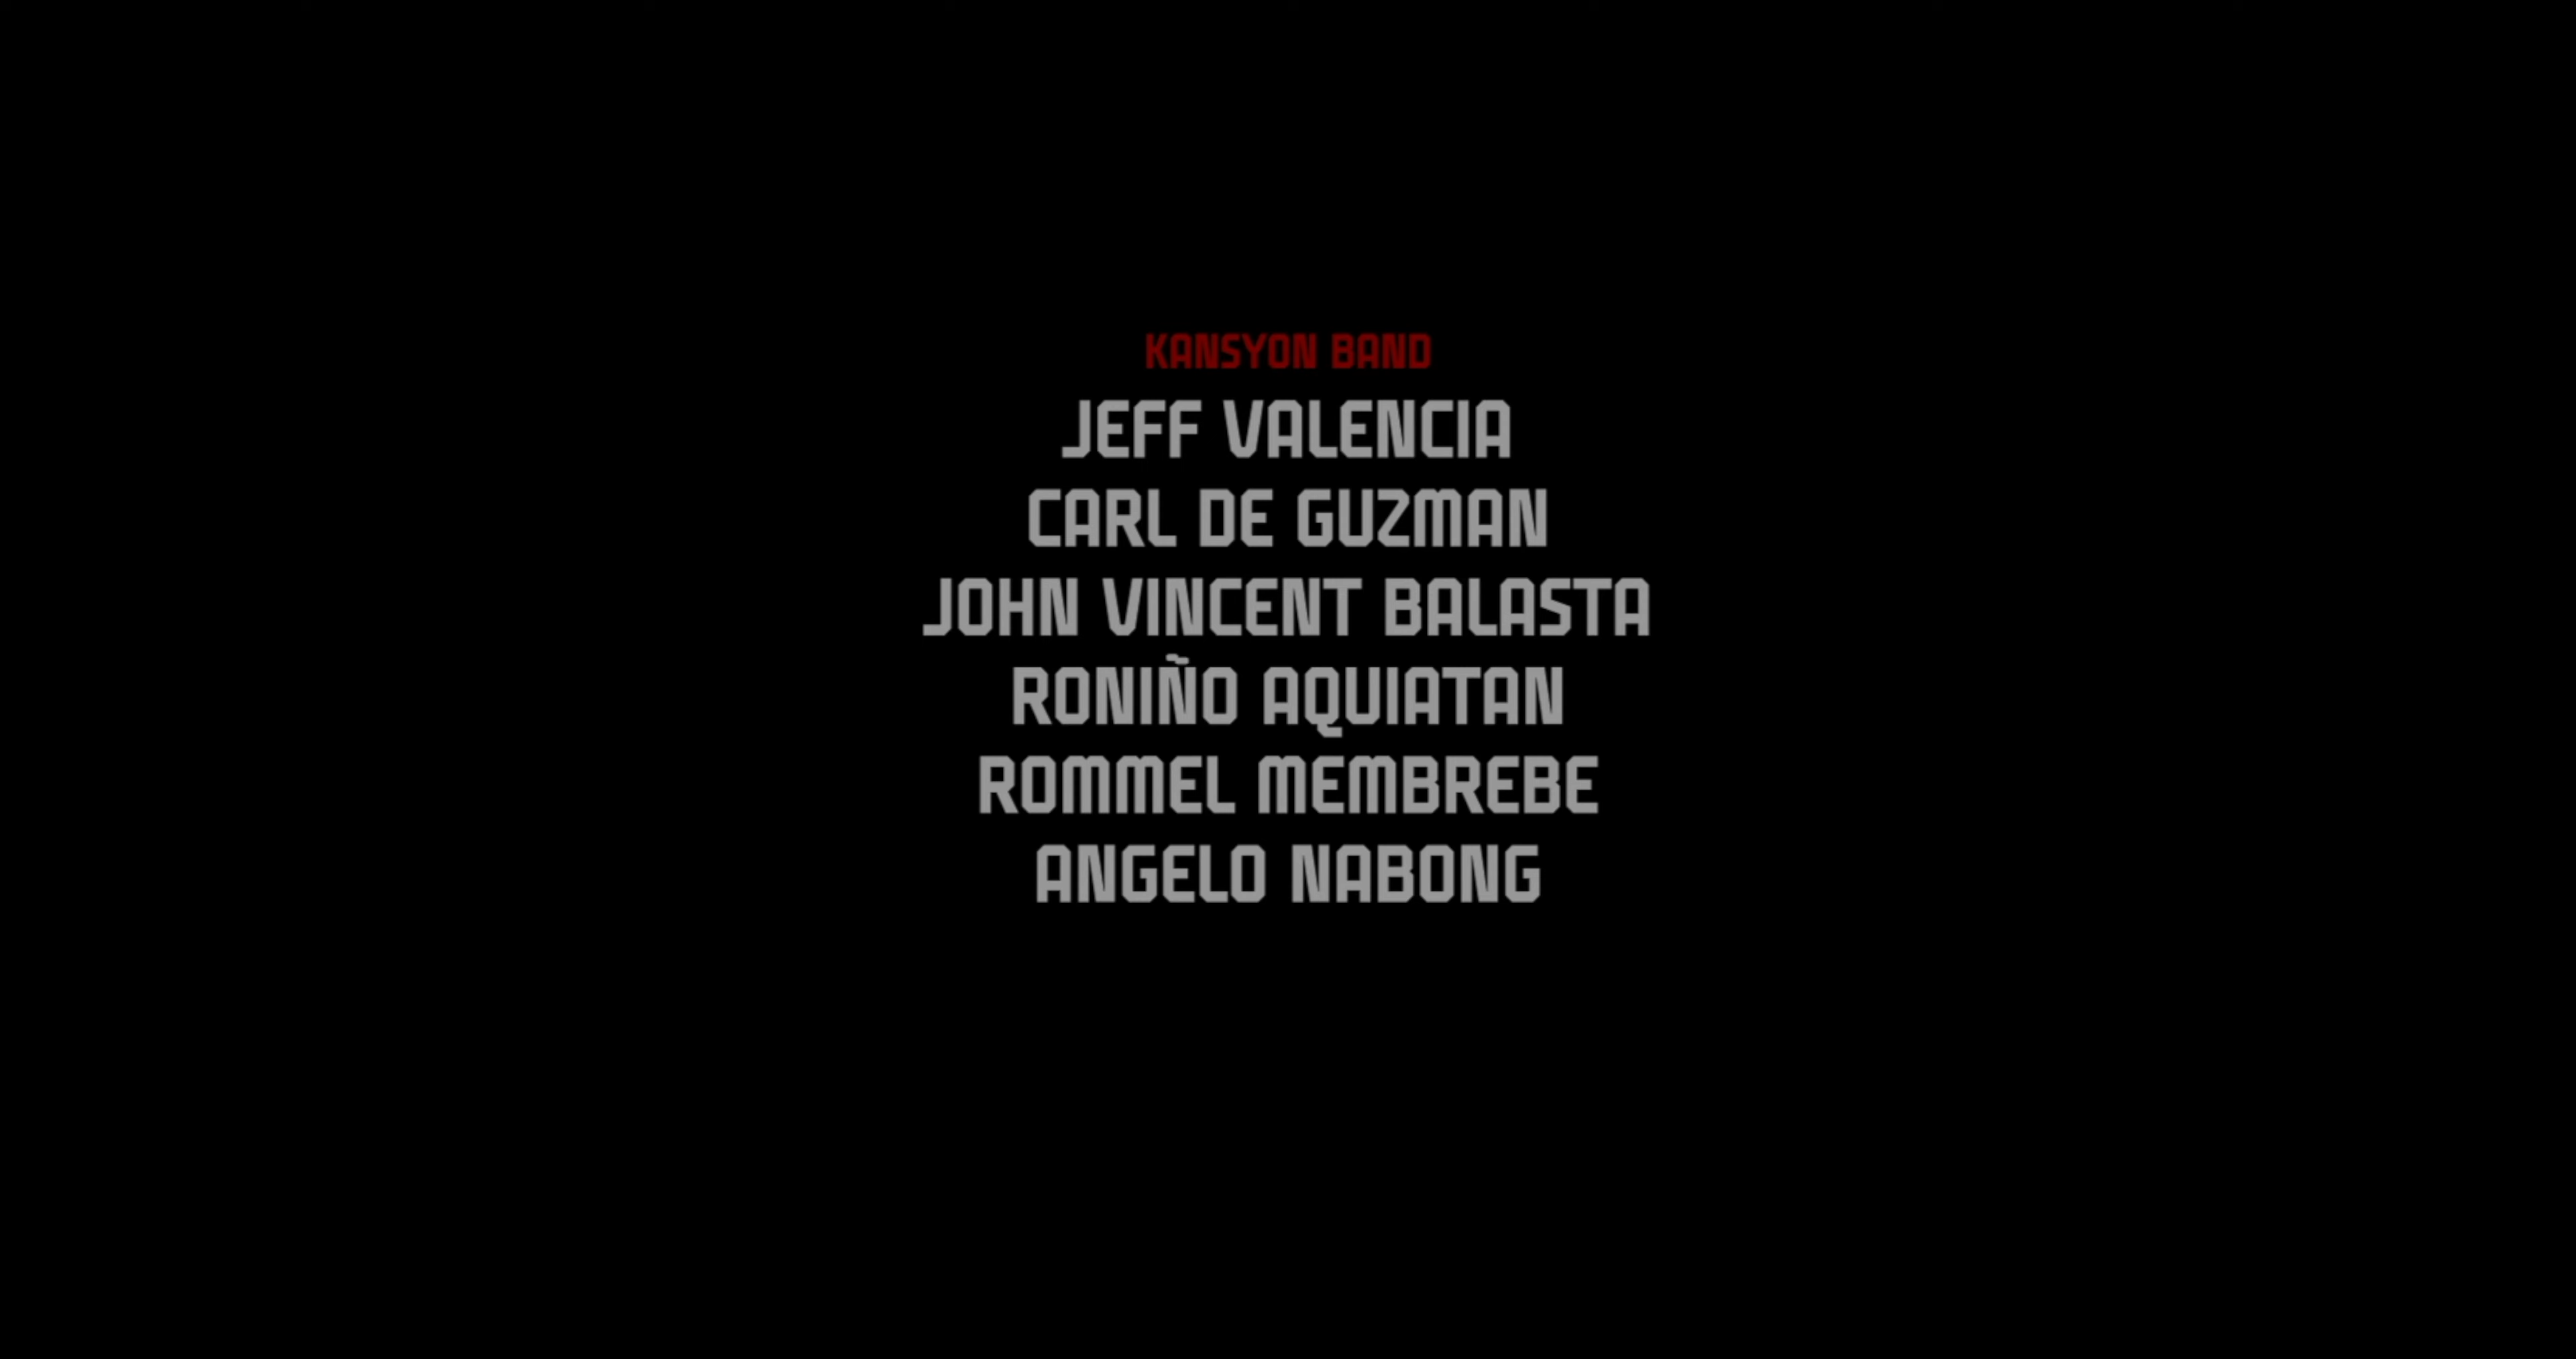 KANSYON BAND
JEFF VALENCIA
CARL DE GUZMAN
JOHN VINCENT BALASTA
RONIÑO AQUIATAN
ROMMEL MEMBREBE
ANGELO NABONG